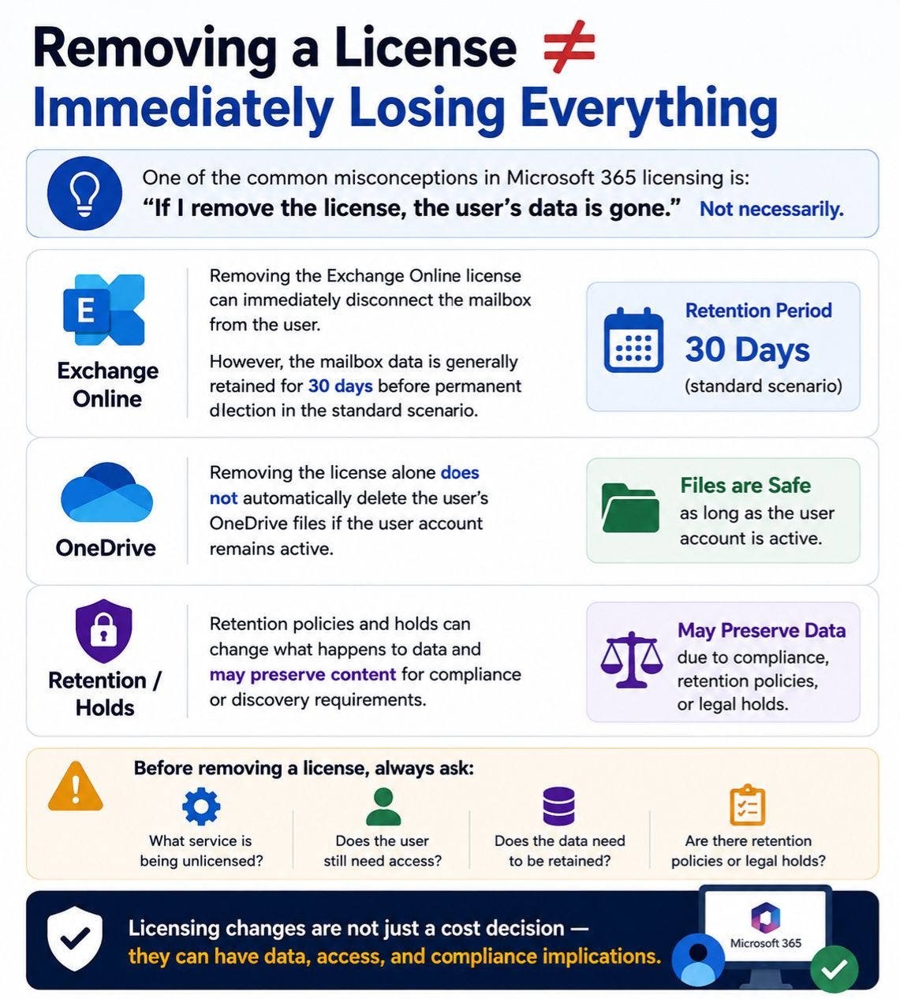 Removing a License ≠
Immediately Losing Everything
One of the common misconceptions in Microsoft 365 licensing is:
“If I remove the license, the user’s data is gone.” Not necessarily.
E
Exchange
Online
Removing the Exchange Online license
can immediately disconnect the mailbox
from the user.
However, the mailbox data is generally
retained for 30 days before permanent
dlection in the standard scenario.
Retention Period
30 Days
(standard scenario)
OneDrive
Removing the license alone does
not automatically delete the user’s
OneDrive files if the user account
remains active.
Files are Safe
as long as the user
account is active.
Retention /
Holds
Retention policies and holds can
change what happens to data and
may preserve content for compliance
or discovery requirements.
May Preserve Data
due to compliance,
retention policies,
or legal holds.
Before removing a license, always ask:
What service is
being unlicensed?
Does the user
still need access?
Does the data need
to be retained?
Are there retention
policies or legal holds?
Licensing changes are not just a cost decision —
they can have data, access, and compliance implications.
Microsoft 365